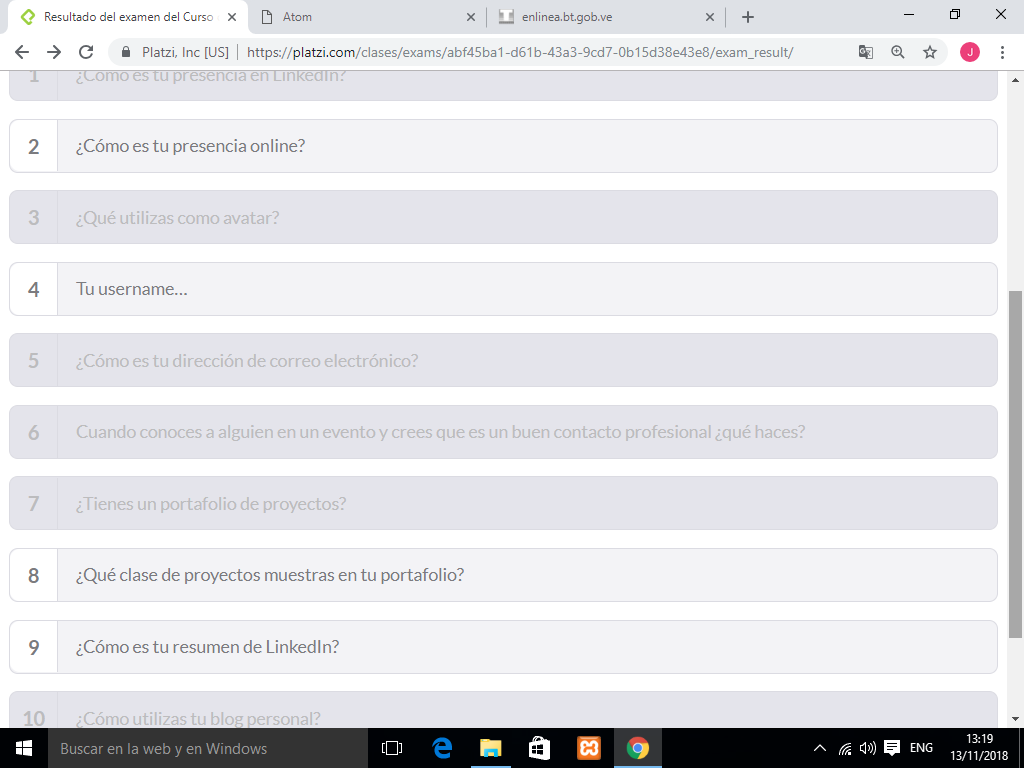 Resultado del examen del Curso
Atom
enlinea.bt.gob.ve
Platzi, Inc [US]
https://platzi.com/clases/exams/abf45ba1-d61b-43a3-9cd7-0b15d38e43e8/exam_result/
J
1 ¿Cómo es tu presencia en LinkedIn?
2 ¿Cómo es tu presencia online?
3 ¿Qué utilizas como avatar?
4 Tu username...
5 ¿Cómo es tu dirección de correo electrónico?
6 Cuando conoces a alguien en un evento y crees que es un buen contacto profesional ¿qué haces?
7 ¿Tienes un portafolio de proyectos?
8 ¿Qué clase de proyectos muestras en tu portafolio?
9 ¿Cómo es tu resumen de LinkedIn?
10 ¿Cómo utilizas tu blog personal?
Buscar en la web y en Windows
ENG
13:19
13/11/2018